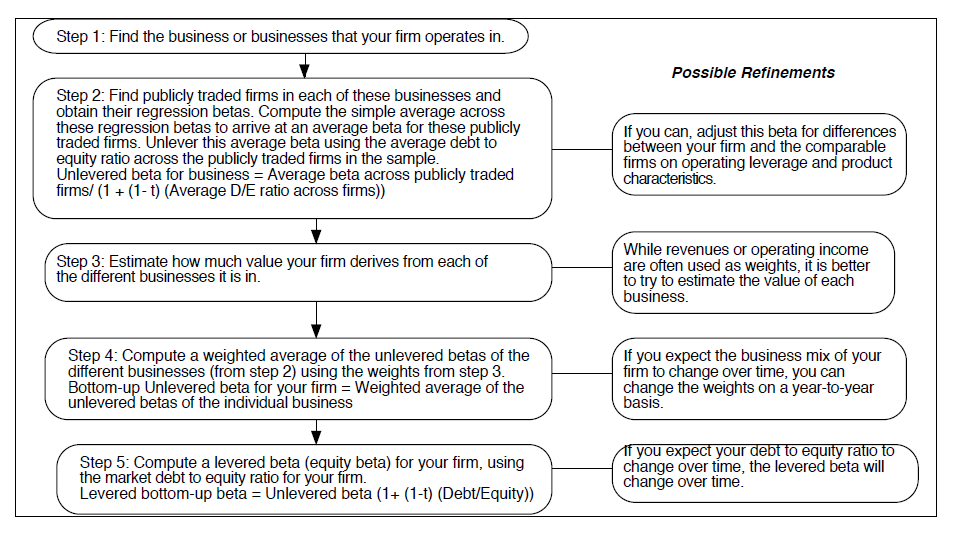 Step 1: Find the business or businesses that your firm operates in.
Possible Refinements
Step 2: Find publicly traded firms in each of these businesses and
obtain their regression betas. Compute the simple average across
these regression betas to arrive at an average beta for these publicly
traded firms. Unlever this average beta using the average debt to
equity ratio across the publicly traded firms in the sample.
Unlevered beta for business = Average beta across publicly traded
firms/ (1 + (1- t) (Average D/E ratio across firms))
If you can, adjust this beta for differences
between your firm and the comparable
firms on operating leverage and product
characteristics.
Step 3: Estimate how much value your firm derives from each of
the different businesses it is in.
While revenues or operating income
are often used as weights, it is better
to try to estimate the value of each
business.
Step 4: Compute a weighted average of the unlevered betas of the
different businesses (from step 2) using the weights from step 3.
Bottom-up Unlevered beta for your firm = Weighted average of the
unlevered betas of the individual business
If you expect the business mix of your
firm to change over time, you can
change the weights on a year-to-year
basis.
Step 5: Compute a levered beta (equity beta) for your firm, using
the market debt to equity ratio for your firm.
Levered bottom-up beta = Unlevered beta (1+ (1-t) (Debt/Equity))
If you expect your debt to equity ratio to
change over time, the levered beta will
change over time.